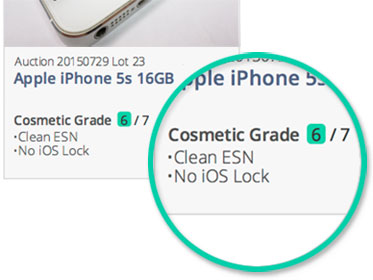 Auction 20150729 Lot 23
Apple iPhone 5s 16GB
Cosmetic Grade 6 / 7
•Clean ESN
•No iOS Lock
pple iPhone 5s
Cosmetic Grade 6 / 7
•Clean ESN
•No iOS Lock